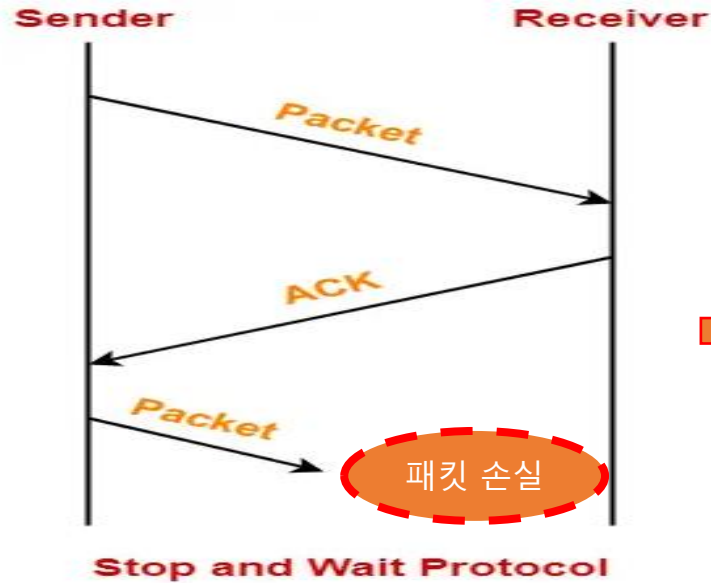 Sender
Receiver
Packet
ACK
Packet
패킷 손실
Stop and Wait Protocol